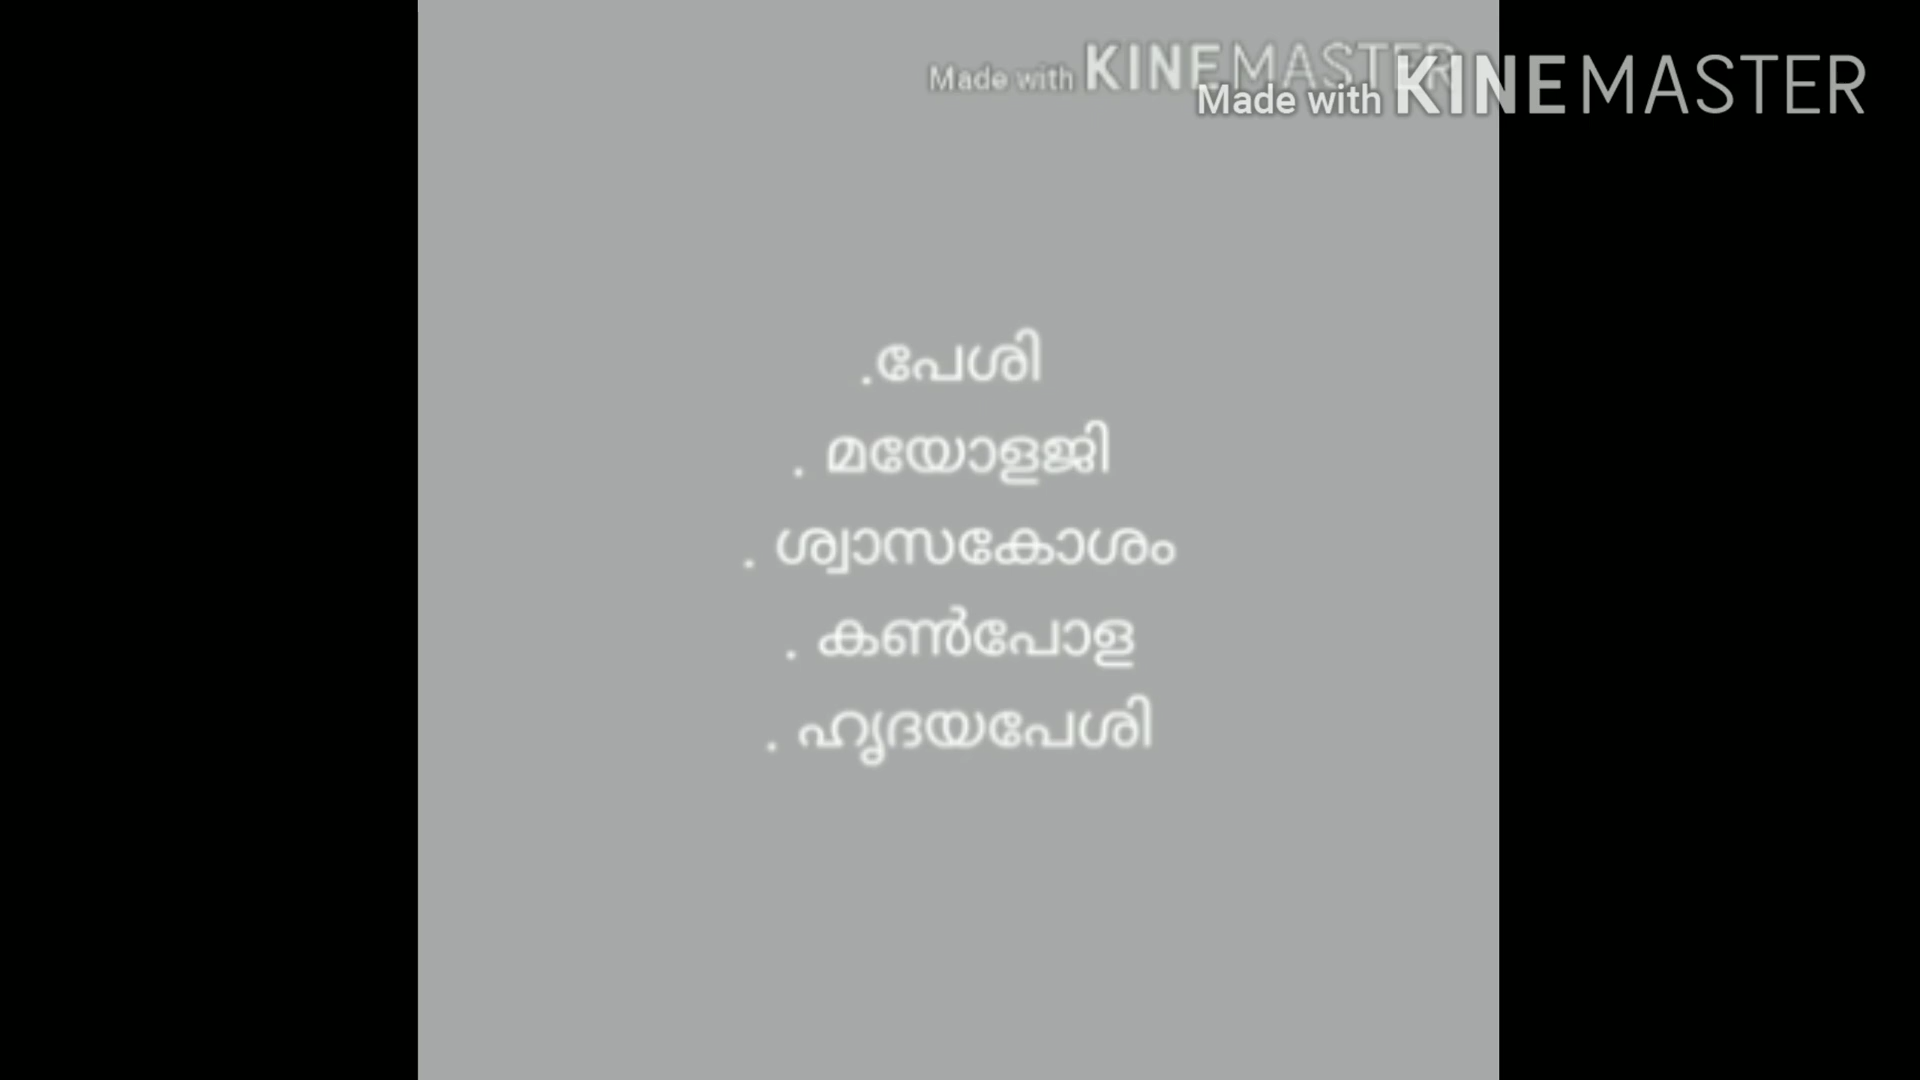 Made with KINEMASTER
Made with KINEMASTER
.പേശി
. മയോളജി
. ശ്വാസകോശം
. കൺപോള
. ഹൃദയപേശി